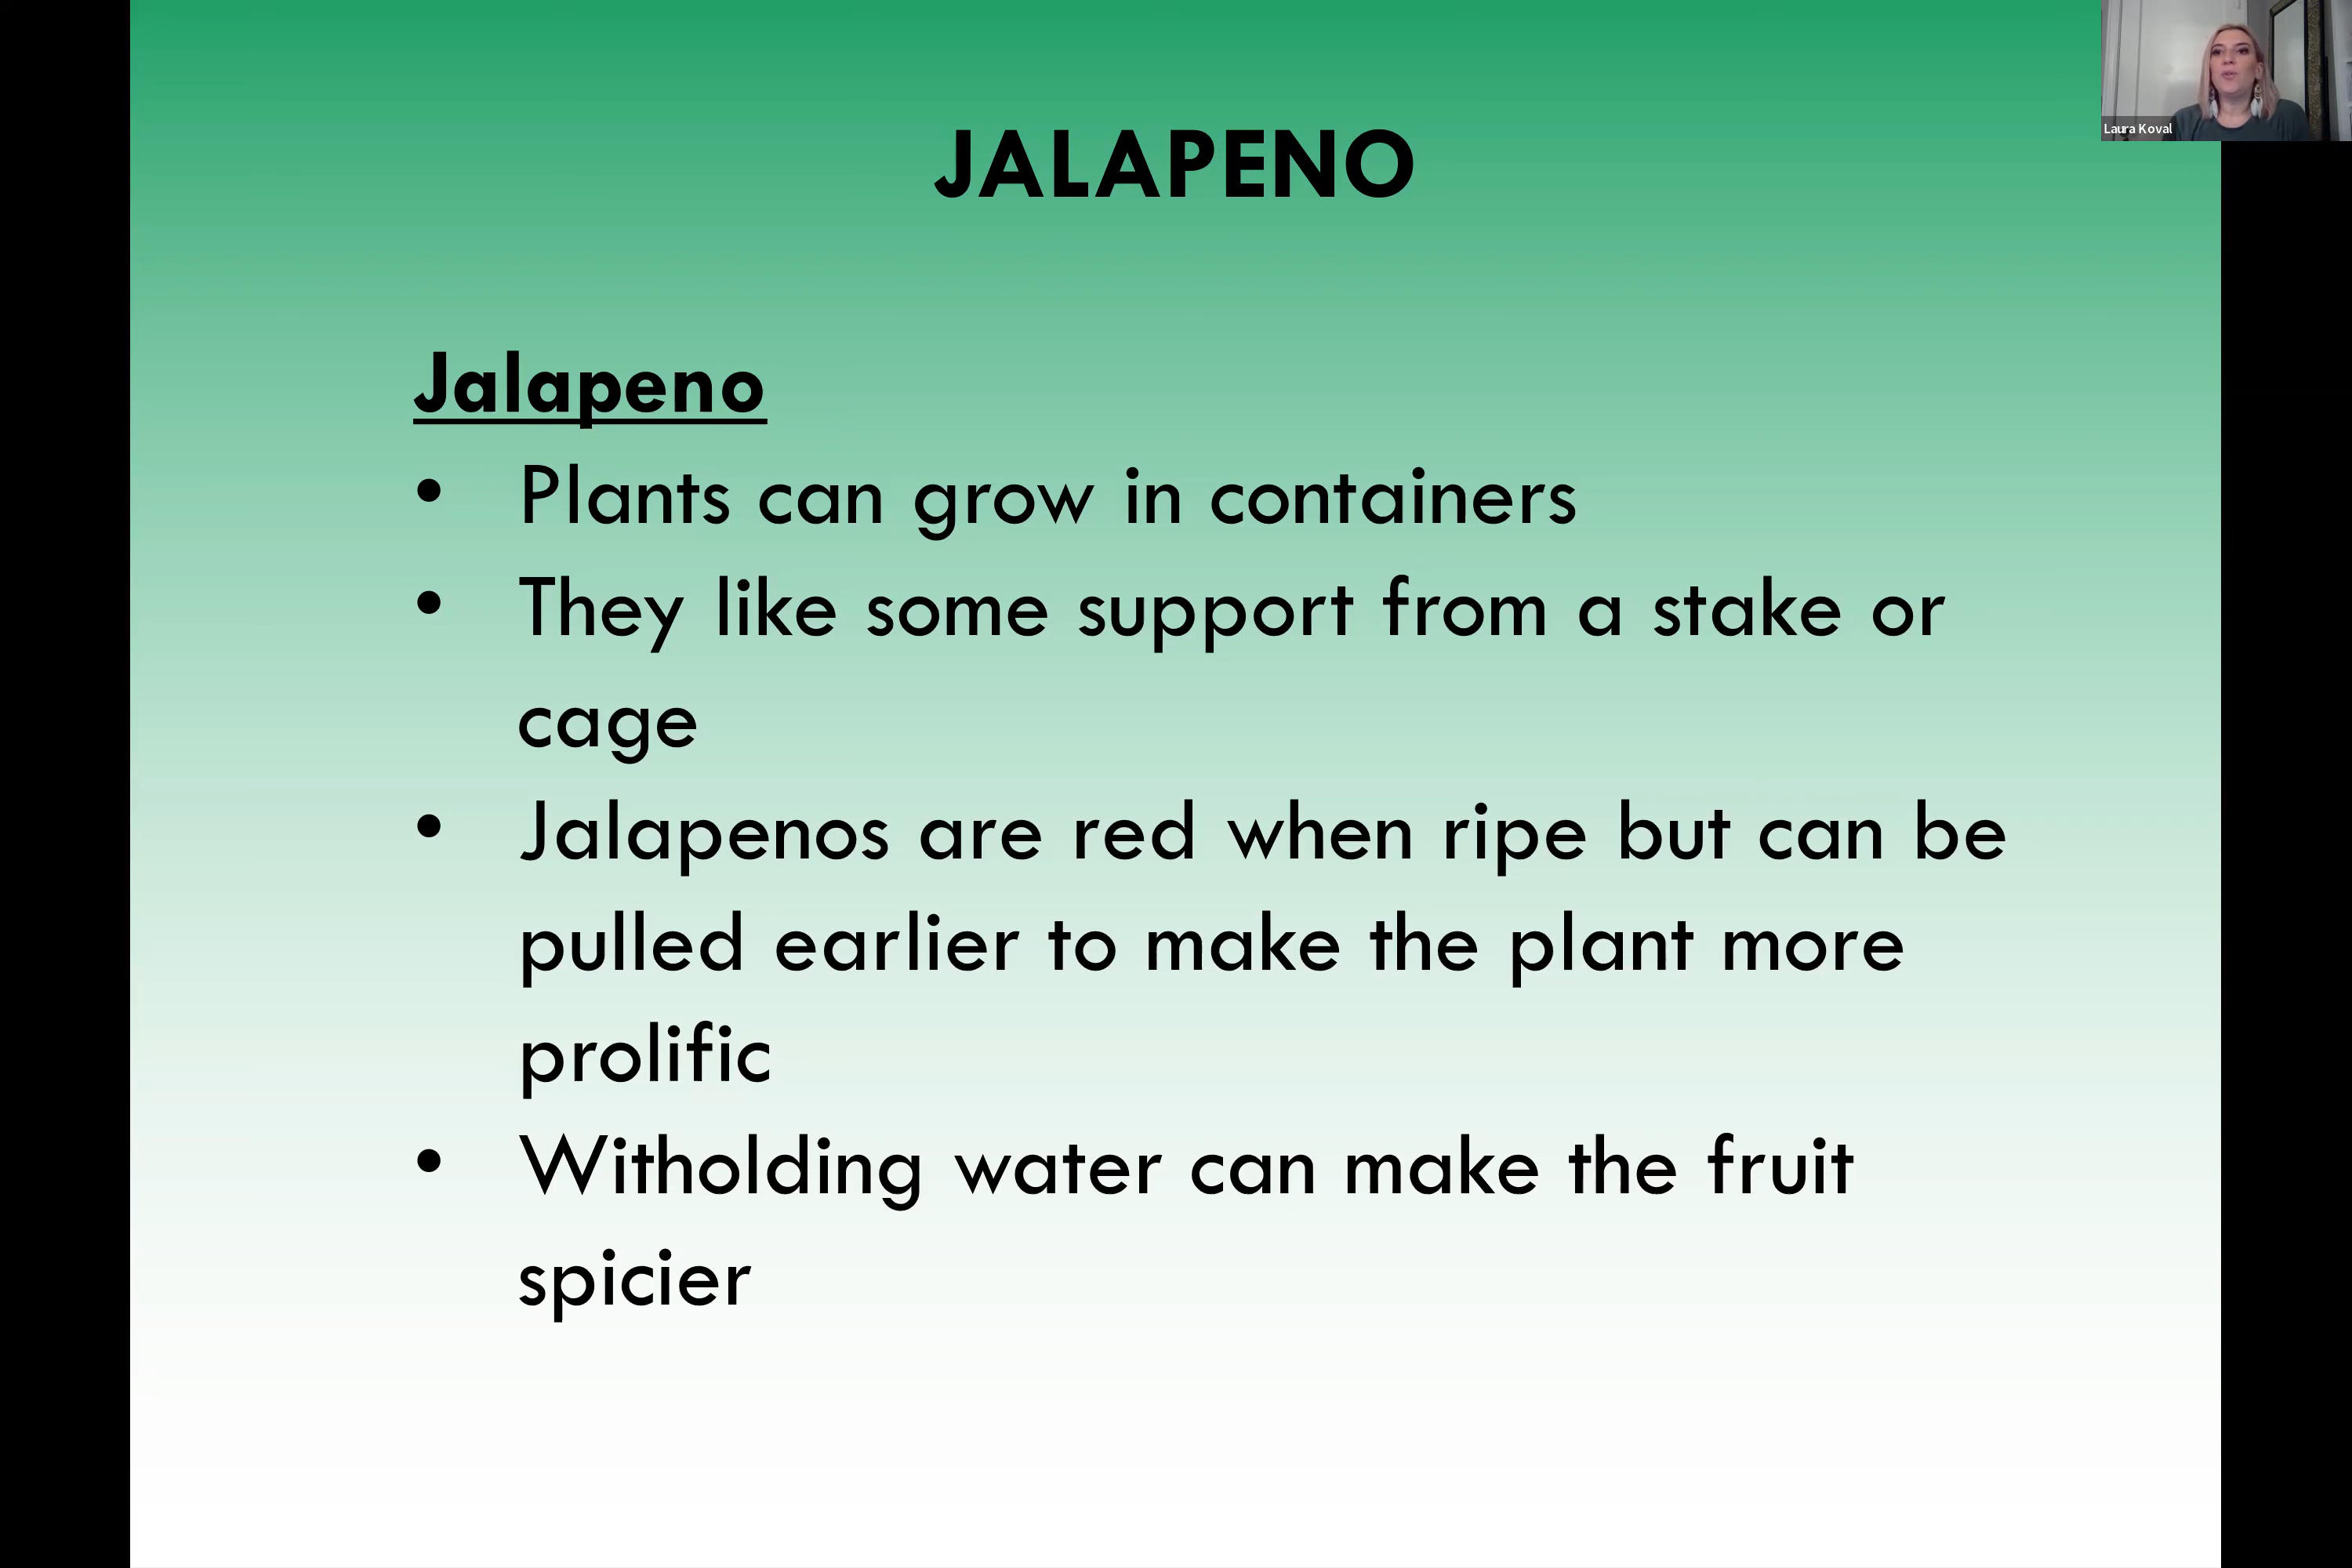 JALAPENO
Laura Koval
Jalapeno
• Plants can grow in containers
• They like some support from a stake or
cage
• Jalapenos are red when ripe but can be
pulled earlier to make the plant more
prolific
• Witholding water can make the fruit
spicier